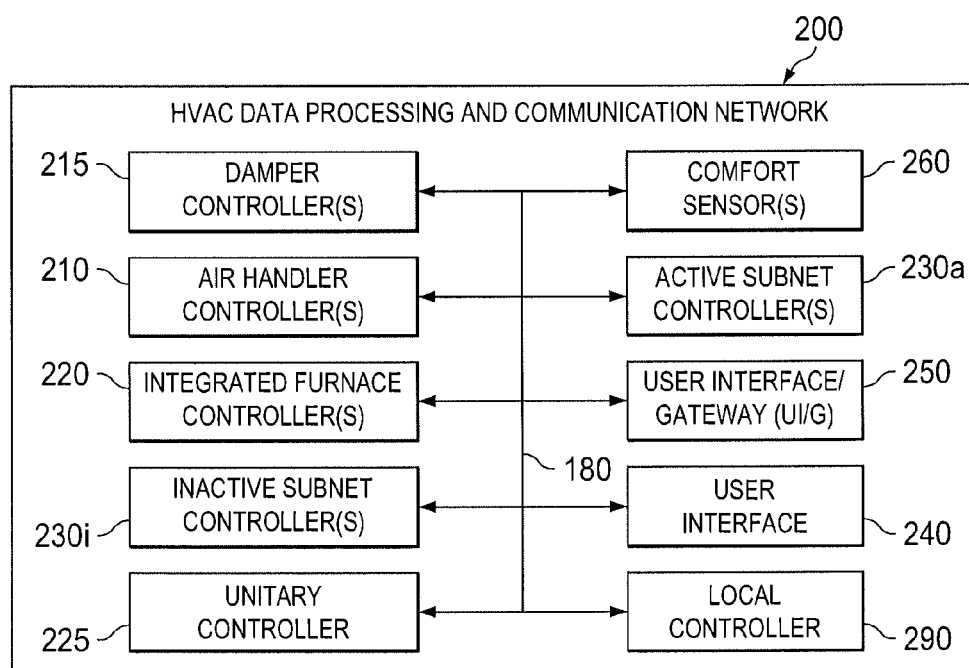 200
HVAC DATA PROCESSING AND COMMUNICATION NETWORK
215
DAMPER
CONTROLLER(S)
COMFORT
SENSOR(S)
260
210
AIR HANDLER
CONTROLLER(S)
ACTIVE SUBNET
CONTROLLER(S)
230a
220
INTEGRATED FURNACE
CONTROLLER(S)
USER INTERFACE/
GATEWAY (UI/G)
250
180
230i
INACTIVE SUBNET
CONTROLLER(S)
USER
INTERFACE
240
225
UNITARY
CONTROLLER
LOCAL
CONTROLLER
290